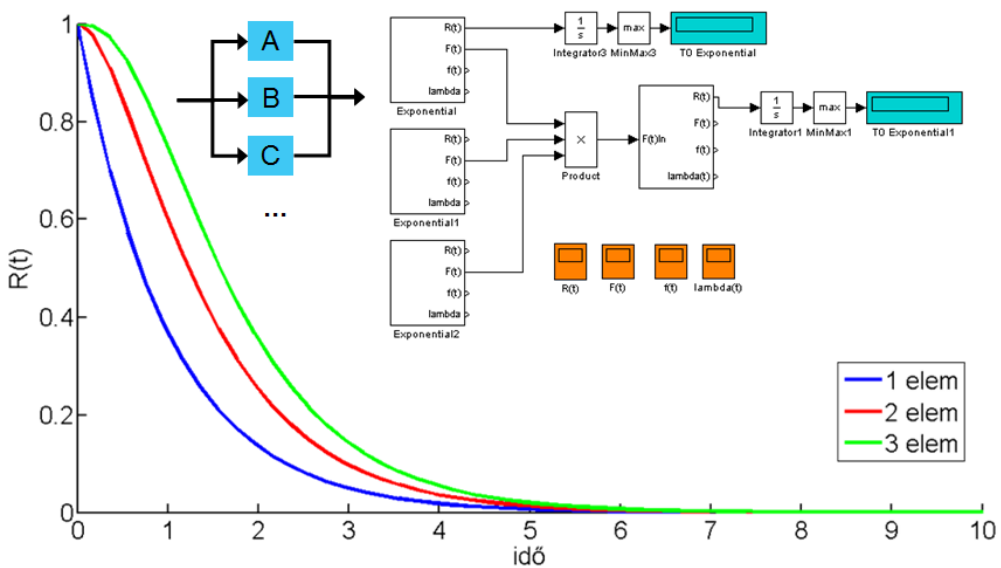 R(t)
1
0.8
0.6
0.4
0.2
0
0 1 2 3 4 5 6 7 8 9 10
idő
A
B
C
...
R(t)
F(t)
f(t)
lambda
Exponential
R(t)
F(t)
f(t)
lambda
Exponential1
R(t)
F(t)
f(t)
lambda
Exponential2
1
s
Integrator3
max
MinMax3
T0 Exponential
×
Product
F(t)In
R(t)
F(t)
f(t)
lambda(t)
1
s
Integrator1
max
MinMax1
T0 Exponential1
R(t) F(t) f(t) lambda(t)
1 elem
2 elem
3 elem